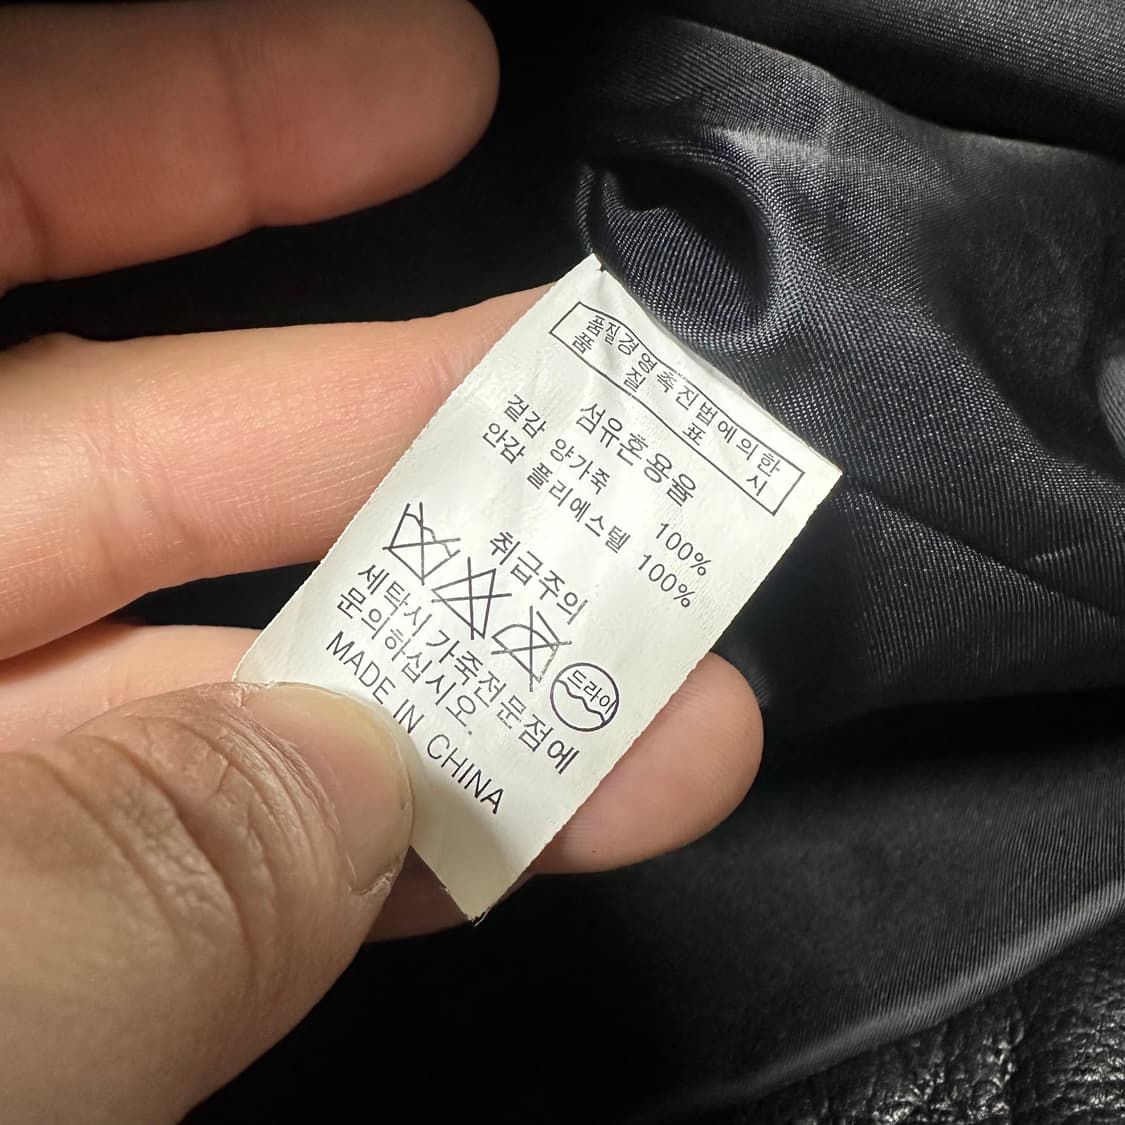 품질경영촉진법에의한
품 질 표 시
섬유혼용율
겉감 양가죽 100%
안감 폴리에스텔 100%
취급주의
드라이
세탁시 가죽전문점에
문의하십시오.
MADE IN CHINA